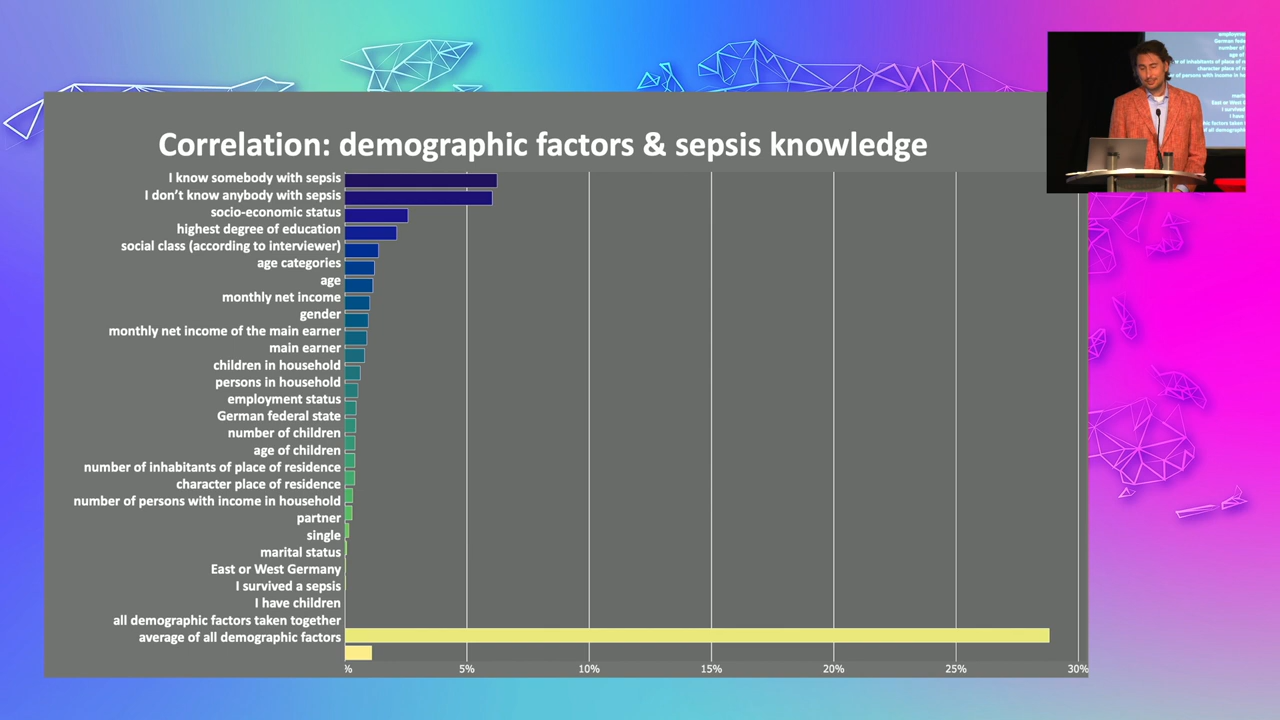 Correlation: demographic factors & sepsis knowledge
I know somebody with sepsis
I don't know anybody with sepsis
socio-economic status
highest degree of education
social class (according to interviewer)
age categories
age
monthly net income
gender
monthly net income of the main earner
main earner
children in household
persons in household
employment status
German federal state
number of children
age of children
number of inhabitants of place of residence
character place of residence
number of persons with income in household
partner
single
marital status
East or West Germany
I survived a sepsis
I have children
all demographic factors taken together
average of all demographic factors
% 5% 10% 15% 20% 25% 30%